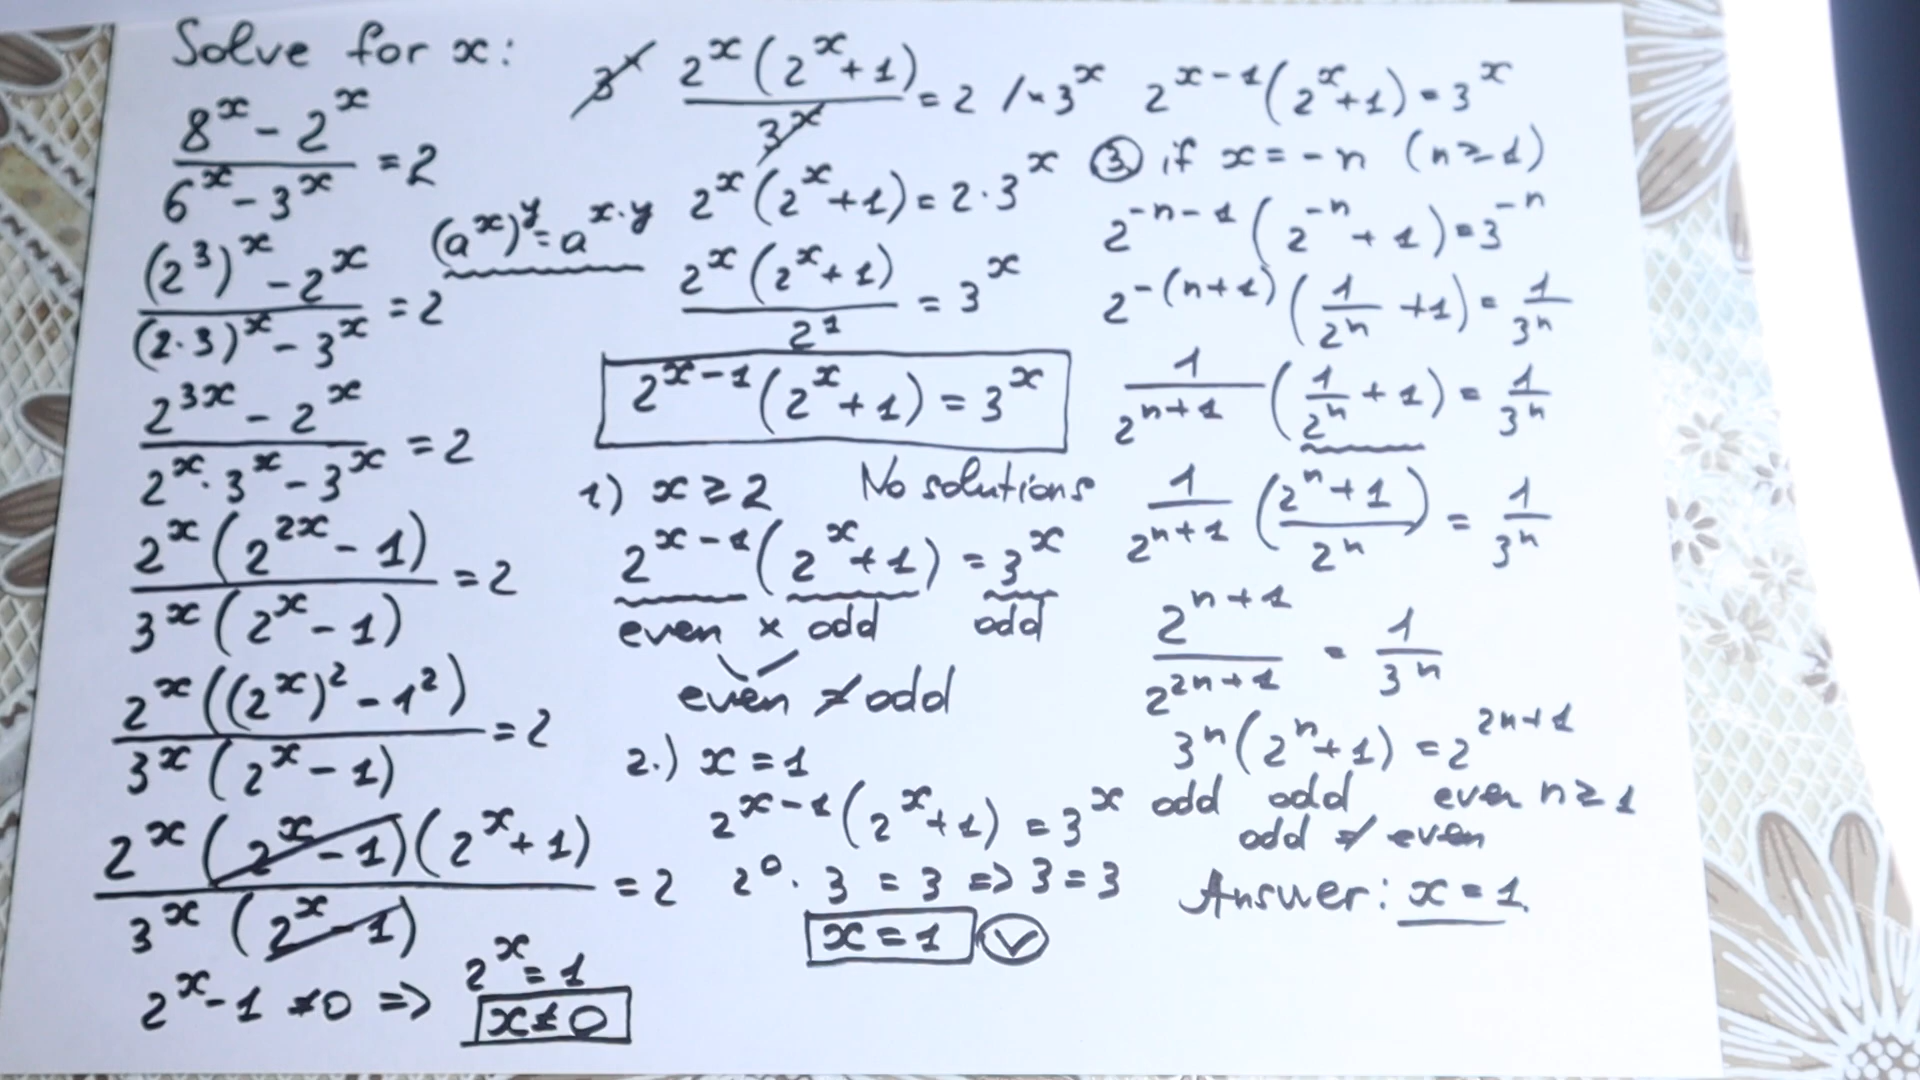 Solve for x:
(8^x - 2^x)/(6^x - 3^x) = 2
(a^x)^y = a^(x·y)
((2^3)^x - 2^x)/((2·3)^x - 3^x) = 2
(2^(3x) - 2^x)/(2^x · 3^x - 3^x) = 2
2^x(2^(2x) - 1)/(3^x(2^x - 1)) = 2
2^x((2^x)^2 - 1^2)/(3^x(2^x - 1)) = 2
2^x(2^x - 1)(2^x + 1)/(3^x(2^x - 1)) = 2
2^x - 1 ≠ 0 => 2^x = 1
x ≠ 0
3^x 2^x(2^x + 1)/3^x = 2 / · 3^x
2^x(2^x + 1) = 2 · 3^x
2^x(2^x + 1)/2^1 = 3^x
2^(x-1)(2^x + 1) = 3^x
1) x ≥ 2 No solutions
2^(x-1)(2^x + 1) = 3^x
even × odd odd
even ≠ odd
2.) x = 1
2^(x-1)(2^x + 1) = 3^x
2^0 · 3 = 3 => 3 = 3
x = 1
2^(x-1)(2^x + 1) = 3^x
③ if x = -n (n ≥ 1)
2^(-n-1)(2^(-n) + 1) = 3^(-n)
2^(-(n+1))(1/2^n + 1) = 1/3^n
1/2^(n+1) (1/2^n + 1) = 1/3^n
1/2^(n+1) ((2^n + 1)/2^n) = 1/3^n
2^(n+1)/2^(2n+1) = 1/3^n
3^n(2^n + 1) = 2^(2n+1)
odd odd even n ≥ 1
odd ≠ even
Answer: x = 1.